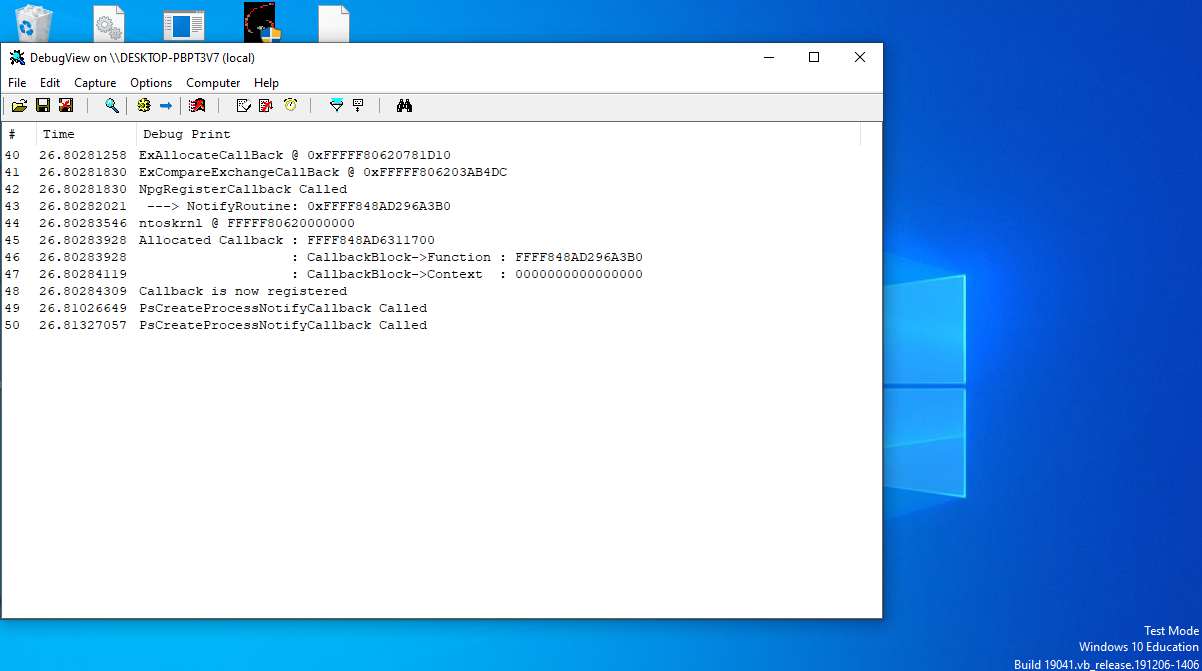 DebugView on \\DESKTOP-PBPT3V7 (local)
File Edit Capture Options Computer Help
# Time Debug Print
40 26.80281258 ExAllocateCallBack @ 0xFFFFF80620781D10
41 26.80281830 ExCompareExchangeCallBack @ 0xFFFFF806203AB4DC
42 26.80281830 NpgRegisterCallback Called
43 26.80282021 ---> NotifyRoutine: 0xFFFF848AD296A3B0
44 26.80283546 ntoskrnl @ FFFFF80620000000
45 26.80283928 Allocated Callback : FFFF848AD6311700
46 26.80283928 : CallbackBlock->Function : FFFF848AD296A3B0
47 26.80284119 : CallbackBlock->Context : 0000000000000000
48 26.80284309 Callback is now registered
49 26.81026649 PsCreateProcessNotifyCallback Called
50 26.81327057 PsCreateProcessNotifyCallback Called
Test Mode
Windows 10 Education
Build 19041.vb_release.191206-1406